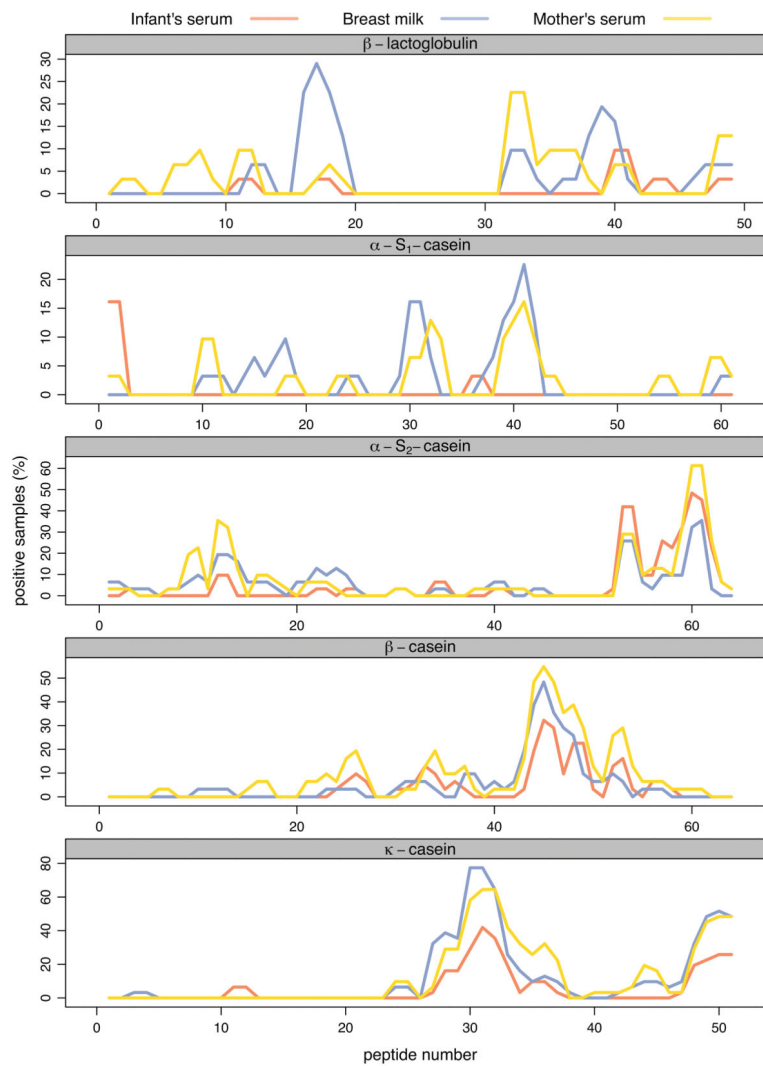 Infant's serum Breast milk Mother's serum
β – lactoglobulin
30
25
20
15
10
5
0
0 10 20 30 40 50
α – S₁– casein
20
15
10
5
0
0 10 20 30 40 50 60
α – S₂– casein
60
50
40
30
20
10
0
0 20 40 60
positive samples (%)
β – casein
50
40
30
20
10
0
0 20 40 60
κ – casein
80
60
40
20
0
0 10 20 30 40 50
peptide number